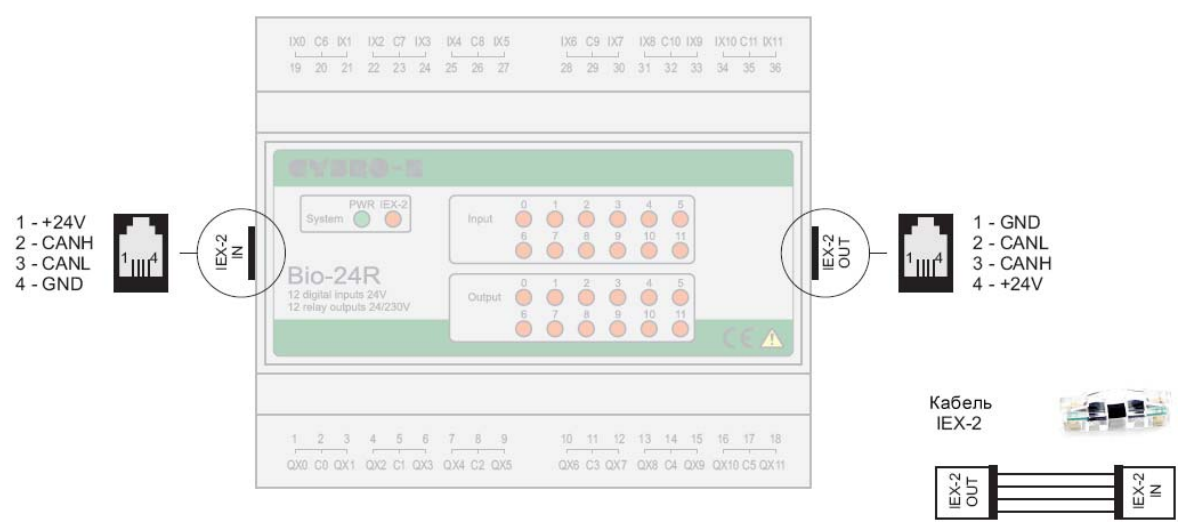 IX0 C6 IX1 IX2 C7 IX3 IX4 C8 IX5 IX6 C9 IX7 IX8 C10 IX9 IX10 C11 IX11
19 20 21 22 23 24 25 26 27 28 29 30 31 32 33 34 35 36
CYBRO-2
PWR IEX-2
System
Input
0 1 2 3 4 5
6 7 8 9 10 11
1 - +24V
2 - CANH
3 - CANL
4 - GND
1 4
IEX-2
IN
IEX-2
OUT
1 4
1 - GND
2 - CANL
3 - CANH
4 - +24V
Bio-24R
12 digital inputs 24V
12 relay outputs 24/230V
Output
0 1 2 3 4 5
6 7 8 9 10 11
CE
Кабель
IEX-2
1 2 3 4 5 6 7 8 9 10 11 12 13 14 15 16 17 18
QX0 C0 QX1 QX2 C1 QX3 QX4 C2 QX5 QX6 C3 QX7 QX8 C4 QX9 QX10 C5 QX11
IEX-2
OUT
IEX-2
IN